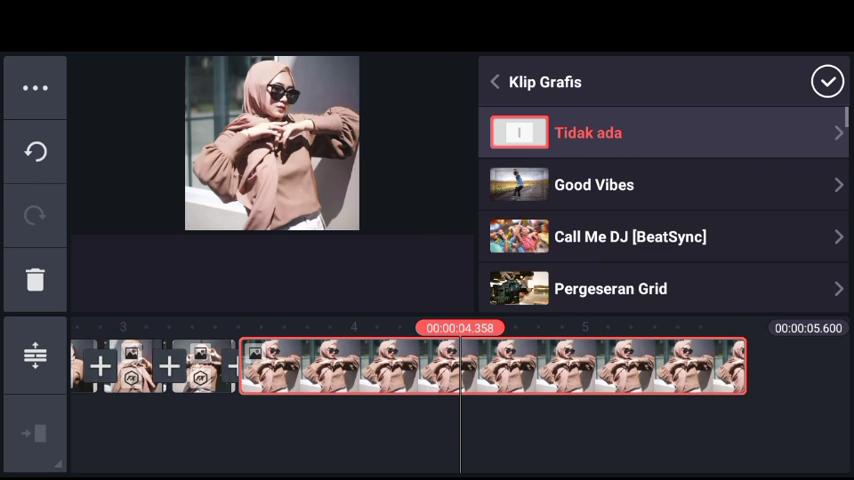 Klip Grafis
Tidak ada
Good Vibes
Call Me DJ [BeatSync]
Pergeseran Grid
3
4
00:00:04.358
5
00:00:05.600